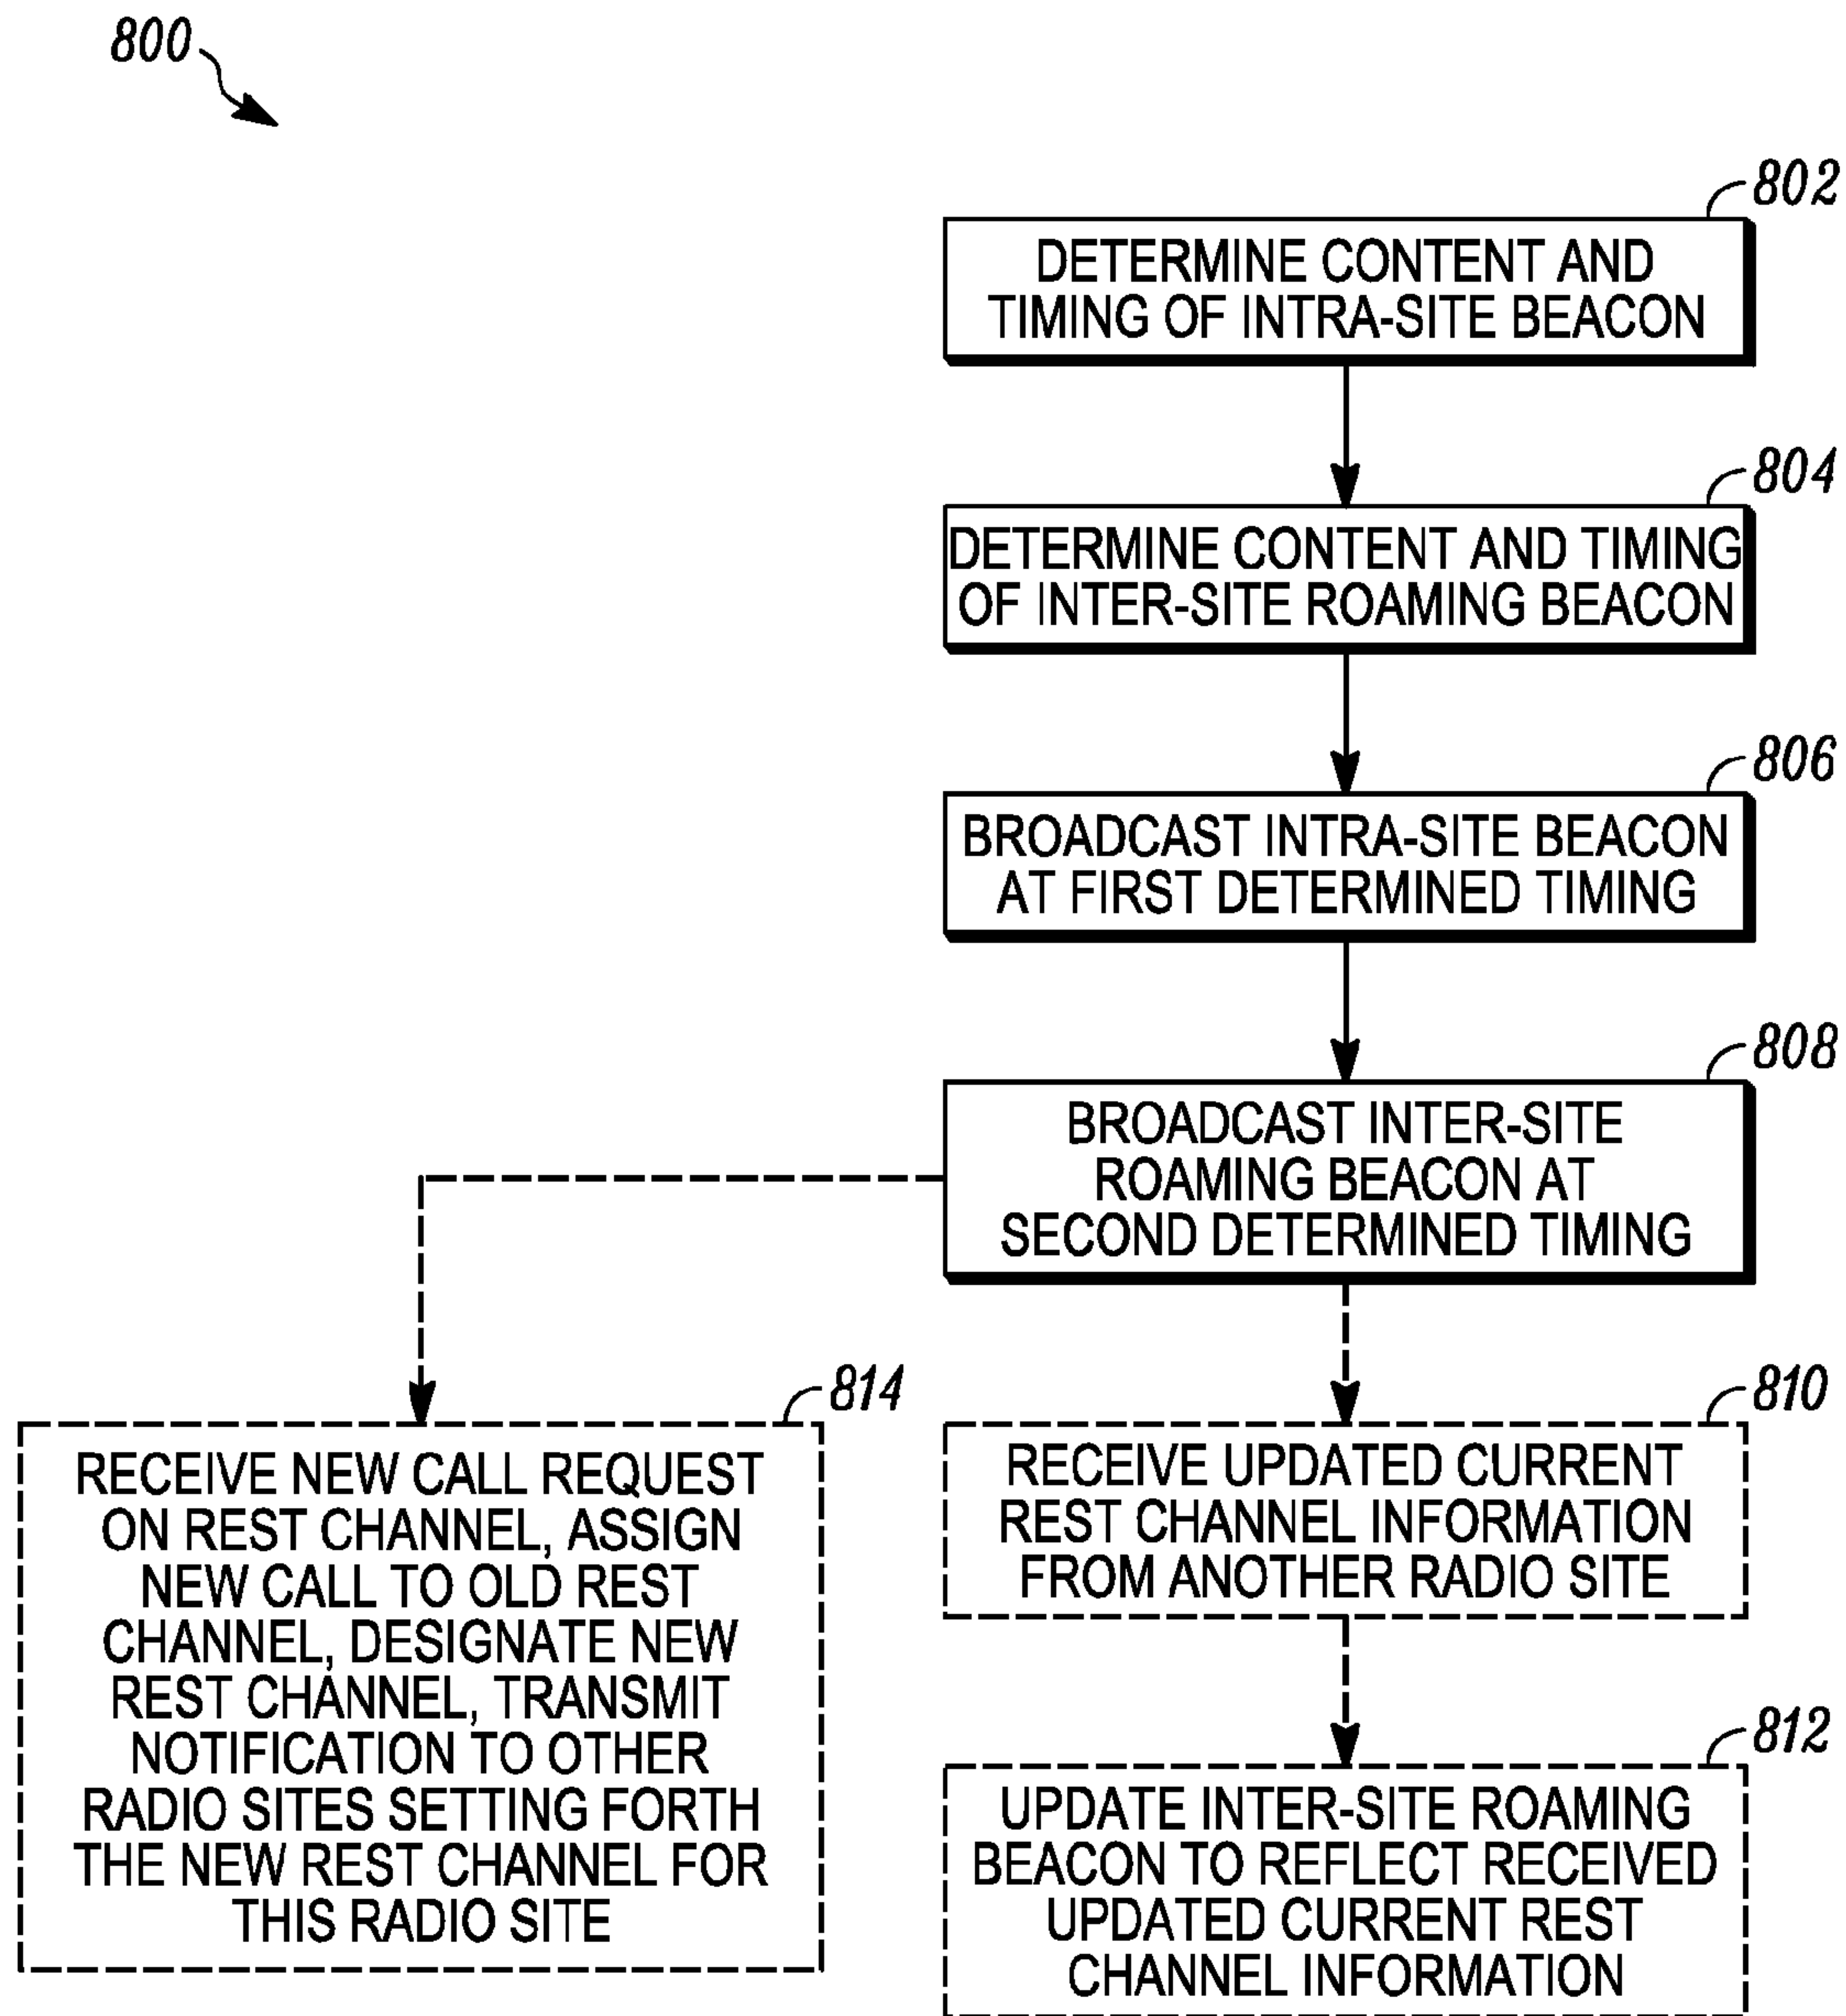 800
802
DETERMINE CONTENT AND
TIMING OF INTRA-SITE BEACON
804
DETERMINE CONTENT AND TIMING
OF INTER-SITE ROAMING BEACON
806
BROADCAST INTRA-SITE BEACON
AT FIRST DETERMINED TIMING
808
BROADCAST INTER-SITE
ROAMING BEACON AT
SECOND DETERMINED TIMING
814
RECEIVE NEW CALL REQUEST
ON REST CHANNEL, ASSIGN
NEW CALL TO OLD REST
CHANNEL, DESIGNATE NEW
REST CHANNEL, TRANSMIT
NOTIFICATION TO OTHER
RADIO SITES SETTING FORTH
THE NEW REST CHANNEL FOR
THIS RADIO SITE
810
RECEIVE UPDATED CURRENT
REST CHANNEL INFORMATION
FROM ANOTHER RADIO SITE
812
UPDATE INTER-SITE ROAMING
BEACON TO REFLECT RECEIVED
UPDATED CURRENT REST
CHANNEL INFORMATION